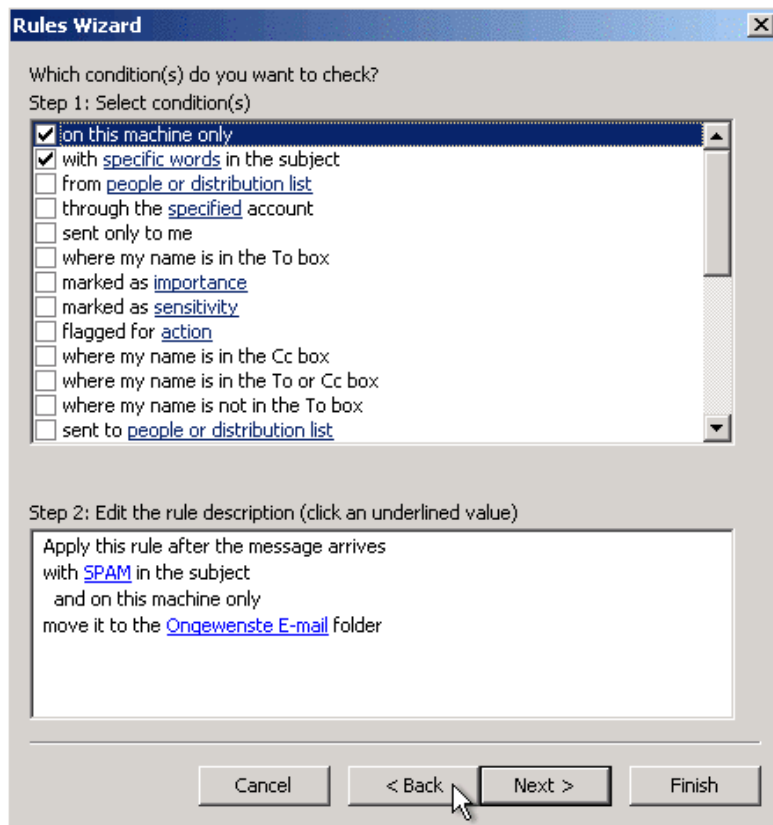 Rules Wizard
Which condition(s) do you want to check?
Step 1: Select condition(s)
on this machine only
with specific words in the subject
from people or distribution list
through the specified account
sent only to me
where my name is in the To box
marked as importance
marked as sensitivity
flagged for action
where my name is in the Cc box
where my name is in the To or Cc box
where my name is not in the To box
sent to people or distribution list
Step 2: Edit the rule description (click an underlined value)
Apply this rule after the message arrives
with SPAM in the subject
and on this machine only
move it to the Ongewenste E-mail folder
Cancel < Back Next > Finish